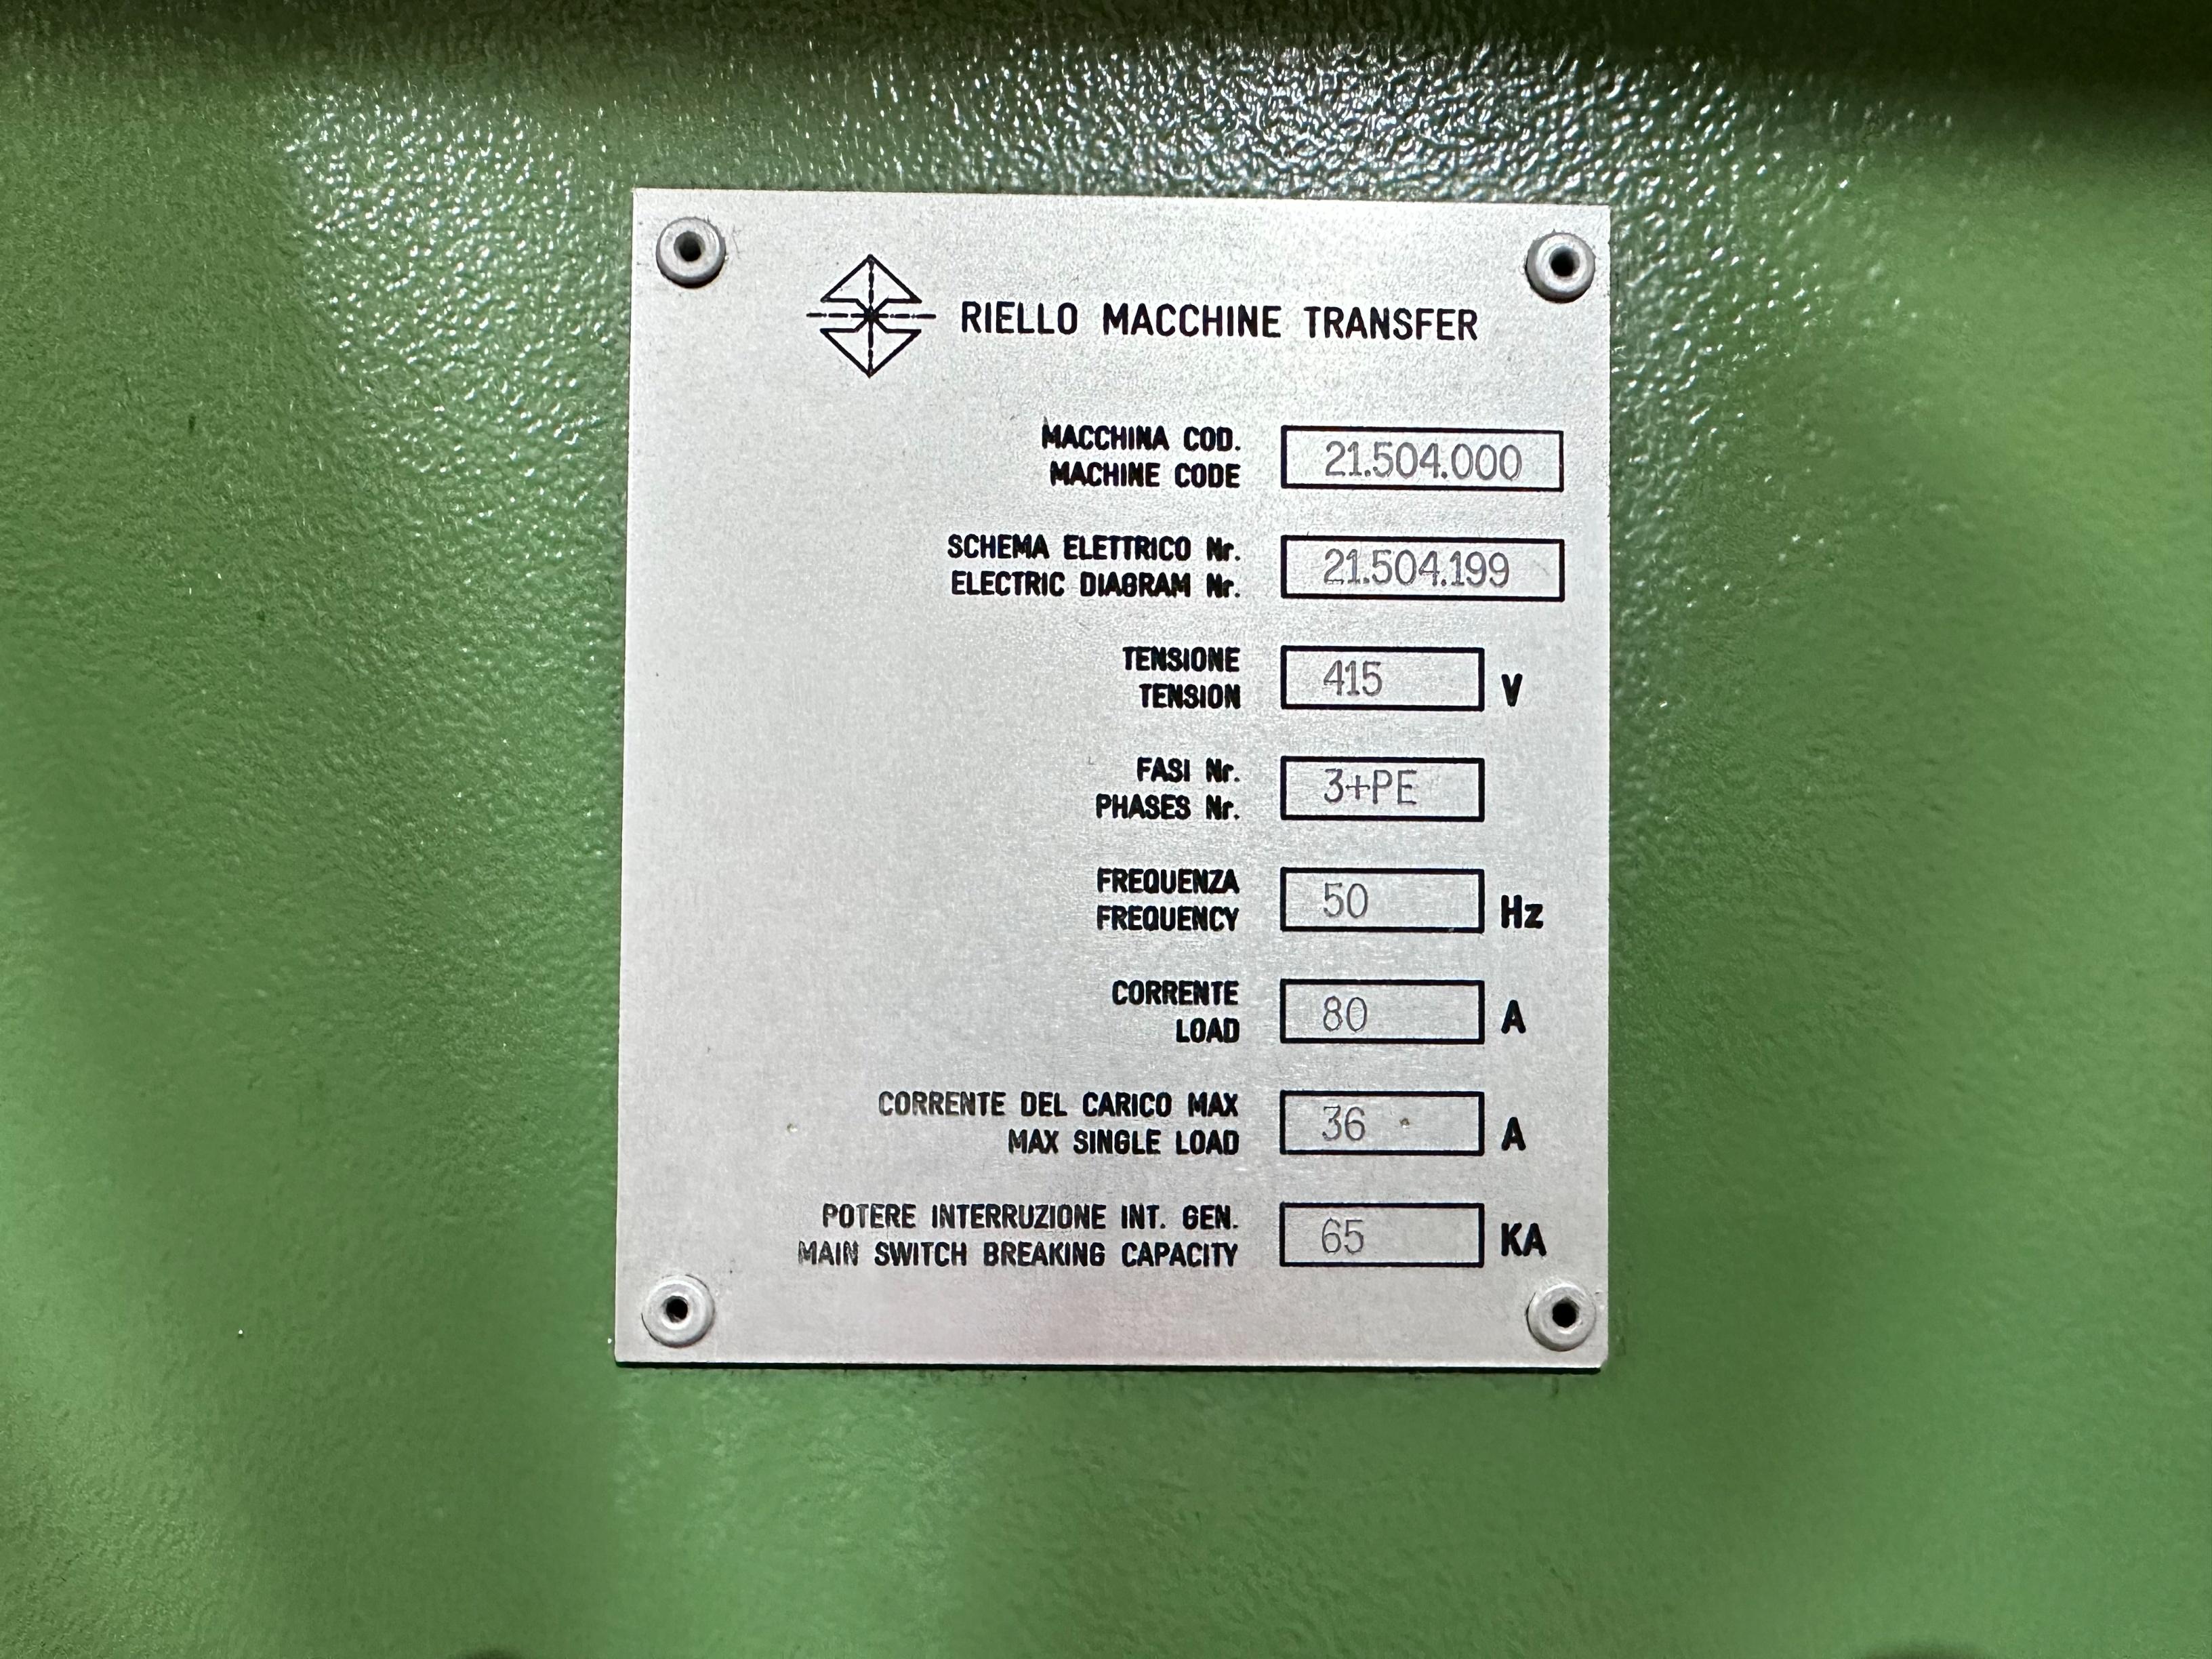 RIELLO MACCHINE TRANSFER
MACCHINA COD.
MACHINE CODE
21.504.000
SCHEMA ELETTRICO Nr.
ELECTRIC DIAGRAM Nr.
21.504.199
TENSIONE
TENSION
415 V
FASI Nr.
PHASES Nr.
3+PE
FREQUENZA
FREQUENCY
50 Hz
CORRENTE
LOAD
80 A
CORRENTE DEL CARICO MAX
MAX SINGLE LOAD
36 A
POTERE INTERRUZIONE INT. GEN.
MAIN SWITCH BREAKING CAPACITY
65 KA